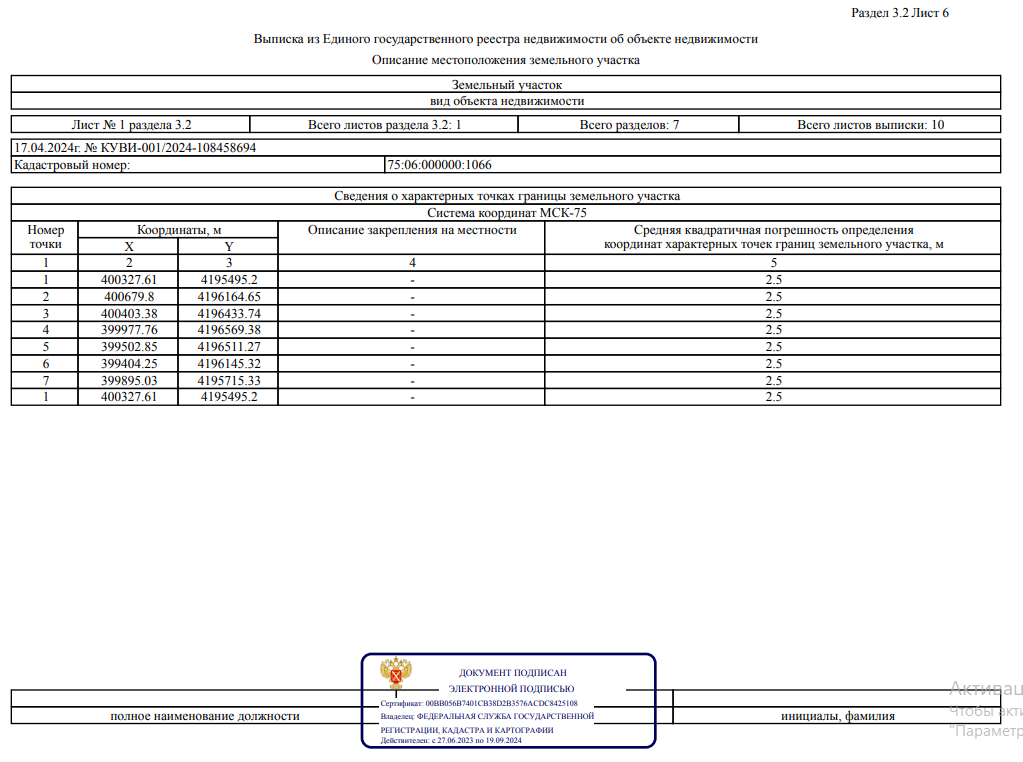 Раздел 3.2 Лист 6
Выписка из Единого государственного реестра недвижимости об объекте недвижимости
Описание местоположения земельного участка
Земельный участок
вид объекта недвижимости
Лист № 1 раздела 3.2 Всего листов раздела 3.2: 1 Всего разделов: 7 Всего листов выписки: 10
17.04.2024г. № КУВИ-001/2024-108458694
Кадастровый номер: 75:06:000000:1066
Сведения о характерных точках границы земельного участка
Система координат МСК-75
Номер точки Координаты, м Описание закрепления на местности Средняя квадратичная погрешность определения
координат характерных точек границ земельного участка, м
X Y
1 2 3 4 5
1 400327.61 4195495.2 - 2.5
2 400679.8 4196164.65 - 2.5
3 400403.38 4196433.74 - 2.5
4 399977.76 4196569.38 - 2.5
5 399502.85 4196511.27 - 2.5
6 399404.25 4196145.32 - 2.5
7 399895.03 4195715.33 - 2.5
1 400327.61 4195495.2 - 2.5
ДОКУМЕНТ ПОДПИСАН
ЭЛЕКТРОННОЙ ПОДПИСЬЮ
Сертификат: 00BB056B7401CB38D2B3576ACDC8425108
Владелец: ФЕДЕРАЛЬНАЯ СЛУЖБА ГОСУДАРСТВЕННОЙ
РЕГИСТРАЦИИ, КАДАСТРА И КАРТОГРАФИИ
Действителен: с 27.06.2023 по 19.09.2024
полное наименование должности инициалы, фамилия
Активац
Чтобы акти
"Параметр